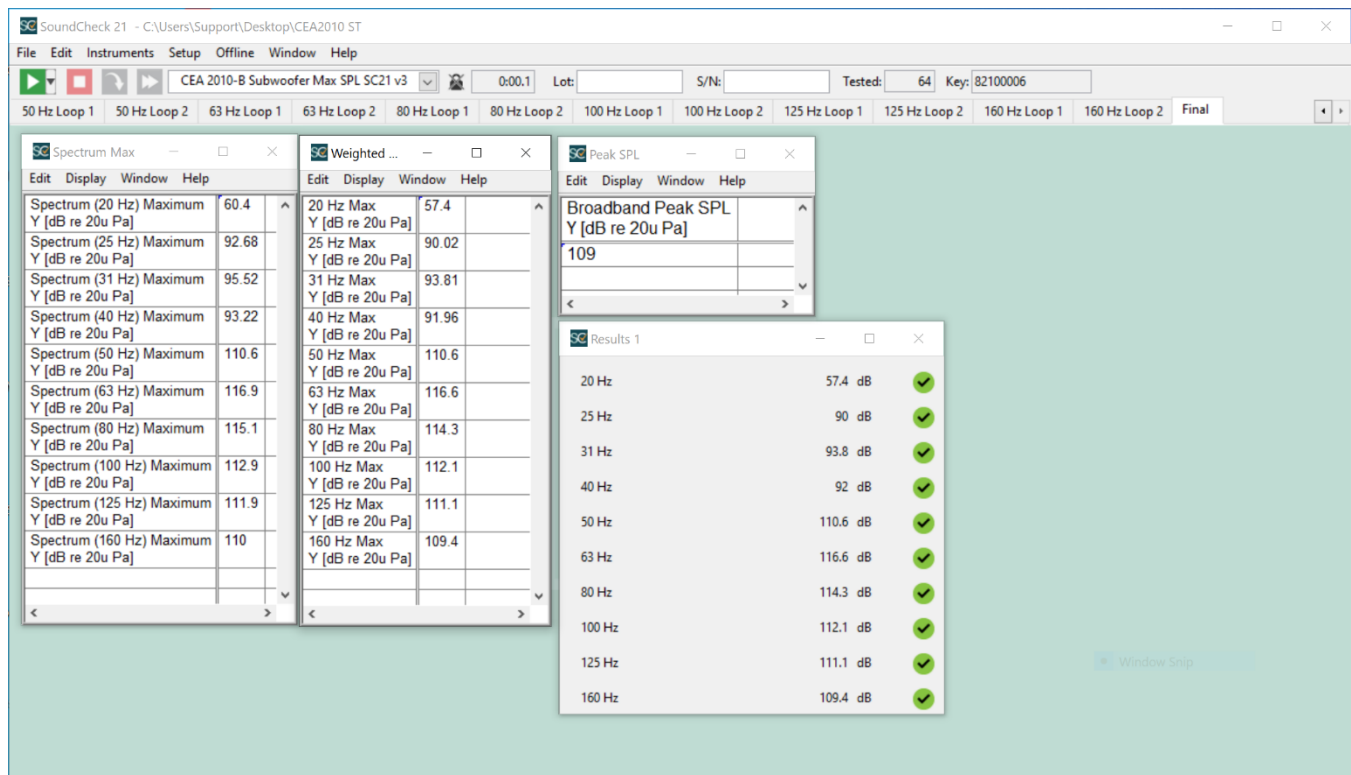 SC SoundCheck 21 - C:\Users\Support\Desktop\CEA2010 ST
File Edit Instruments Setup Offline Window Help
CEA 2010-B Subwoofer Max SPL SC21 v3 0:00.1 Lot: S/N: Tested: 64 Key: 82100006
50 Hz Loop 1 50 Hz Loop 2 63 Hz Loop 1 63 Hz Loop 2 80 Hz Loop 1 80 Hz Loop 2 100 Hz Loop 1 100 Hz Loop 2 125 Hz Loop 1 125 Hz Loop 2 160 Hz Loop 1 160 Hz Loop 2 Final
SC Spectrum Max
Edit Display Window Help
Spectrum (20 Hz) Maximum 60.4
Y [dB re 20u Pa]
Spectrum (25 Hz) Maximum 92.68
Y [dB re 20u Pa]
Spectrum (31 Hz) Maximum 95.52
Y [dB re 20u Pa]
Spectrum (40 Hz) Maximum 93.22
Y [dB re 20u Pa]
Spectrum (50 Hz) Maximum 110.6
Y [dB re 20u Pa]
Spectrum (63 Hz) Maximum 116.9
Y [dB re 20u Pa]
Spectrum (80 Hz) Maximum 115.1
Y [dB re 20u Pa]
Spectrum (100 Hz) Maximum 112.9
Y [dB re 20u Pa]
Spectrum (125 Hz) Maximum 111.9
Y [dB re 20u Pa]
Spectrum (160 Hz) Maximum 110
Y [dB re 20u Pa]
SC Weighted ...
Edit Display Window Help
20 Hz Max 57.4
Y [dB re 20u Pa]
25 Hz Max 90.02
Y [dB re 20u Pa]
31 Hz Max 93.81
Y [dB re 20u Pa]
40 Hz Max 91.96
Y [dB re 20u Pa]
50 Hz Max 110.6
Y [dB re 20u Pa]
63 Hz Max 116.6
Y [dB re 20u Pa]
80 Hz Max 114.3
Y [dB re 20u Pa]
100 Hz Max 112.1
Y [dB re 20u Pa]
125 Hz Max 111.1
Y [dB re 20u Pa]
160 Hz Max 109.4
Y [dB re 20u Pa]
SC Peak SPL
Edit Display Window Help
Broadband Peak SPL
Y [dB re 20u Pa]
109
SC Results 1
20 Hz 57.4 dB
25 Hz 90 dB
31 Hz 93.8 dB
40 Hz 92 dB
50 Hz 110.6 dB
63 Hz 116.6 dB
80 Hz 114.3 dB
100 Hz 112.1 dB
125 Hz 111.1 dB
160 Hz 109.4 dB
Window Snip